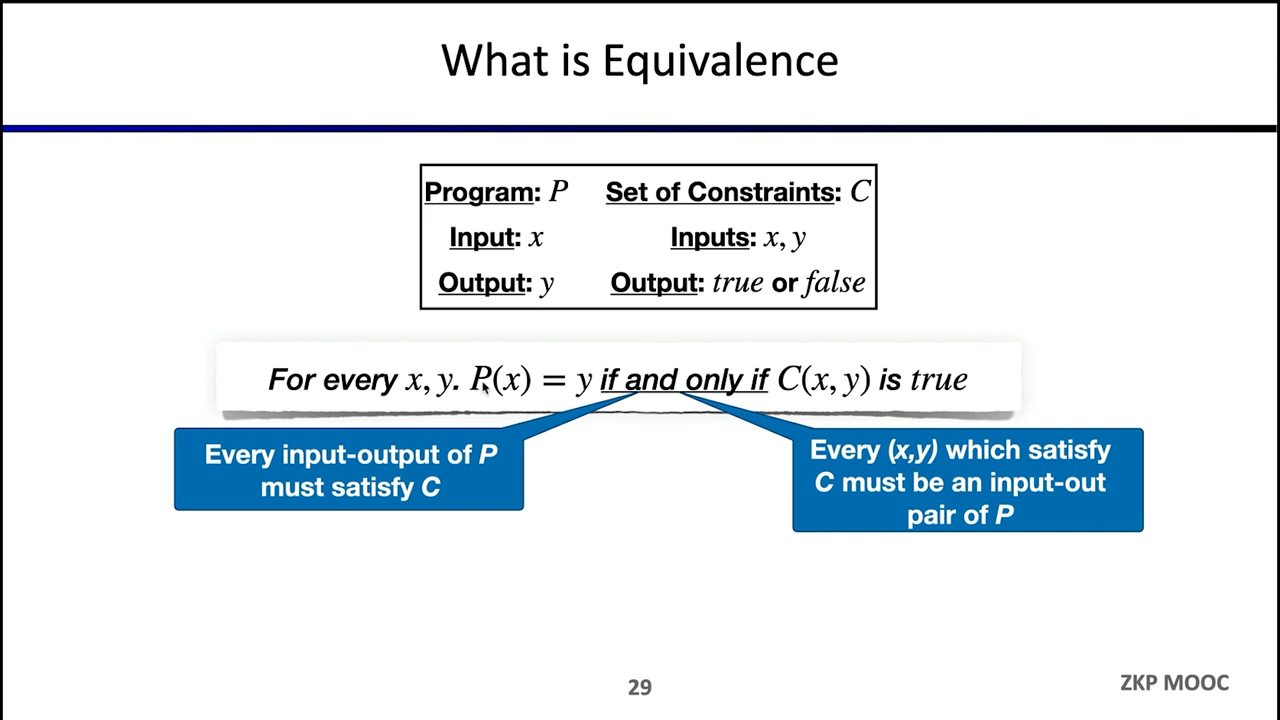 What is Equivalence
Program: P Set of Constraints: C
Input: x Inputs: x, y
Output: y Output: true or false
For every x, y. P(x) = y if and only if C(x, y) is true
Every input-output of P
must satisfy C
Every (x,y) which satisfy
C must be an input-out
pair of P
29
ZKP MOOC